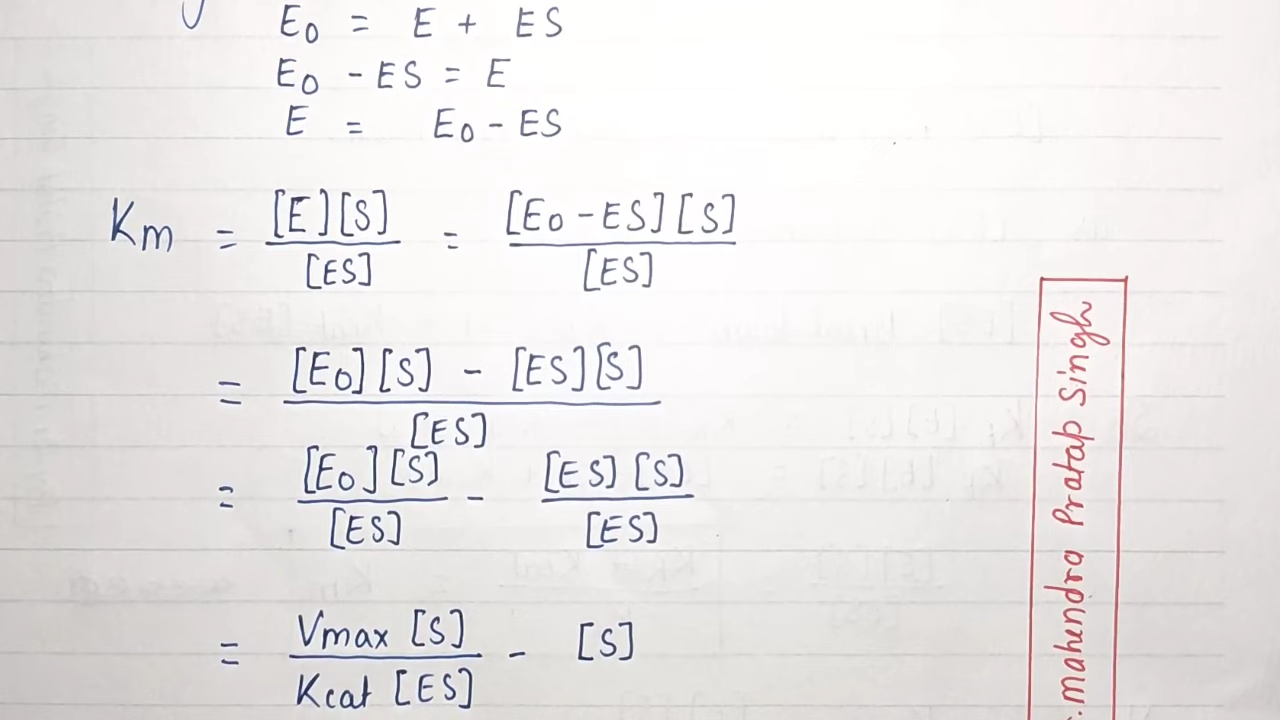 E0 = E + ES
E0 - ES = E
E = E0 - ES
Km = [E][S] / [ES] = [E0 - ES][S] / [ES]
= [E0][S] - [ES][S] / [ES]
= [E0][S] / [ES] - [ES][S] / [ES]
= Vmax [S] / Kcat [ES] - [S]
mahendra Pratap Singh